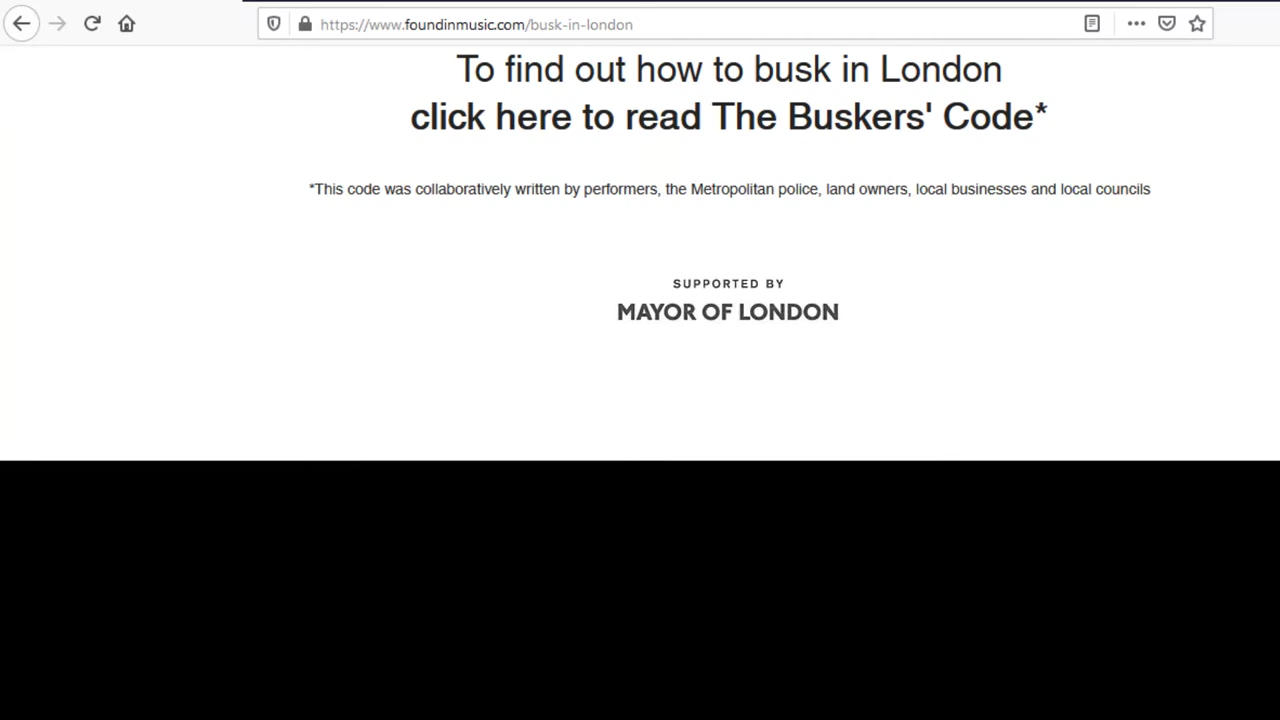 https://www.foundinmusic.com/busk-in-london
To find out how to busk in London
click here to read The Buskers' Code*
*This code was collaboratively written by performers, the Metropolitan police, land owners, local businesses and local councils
SUPPORTED BY
MAYOR OF LONDON